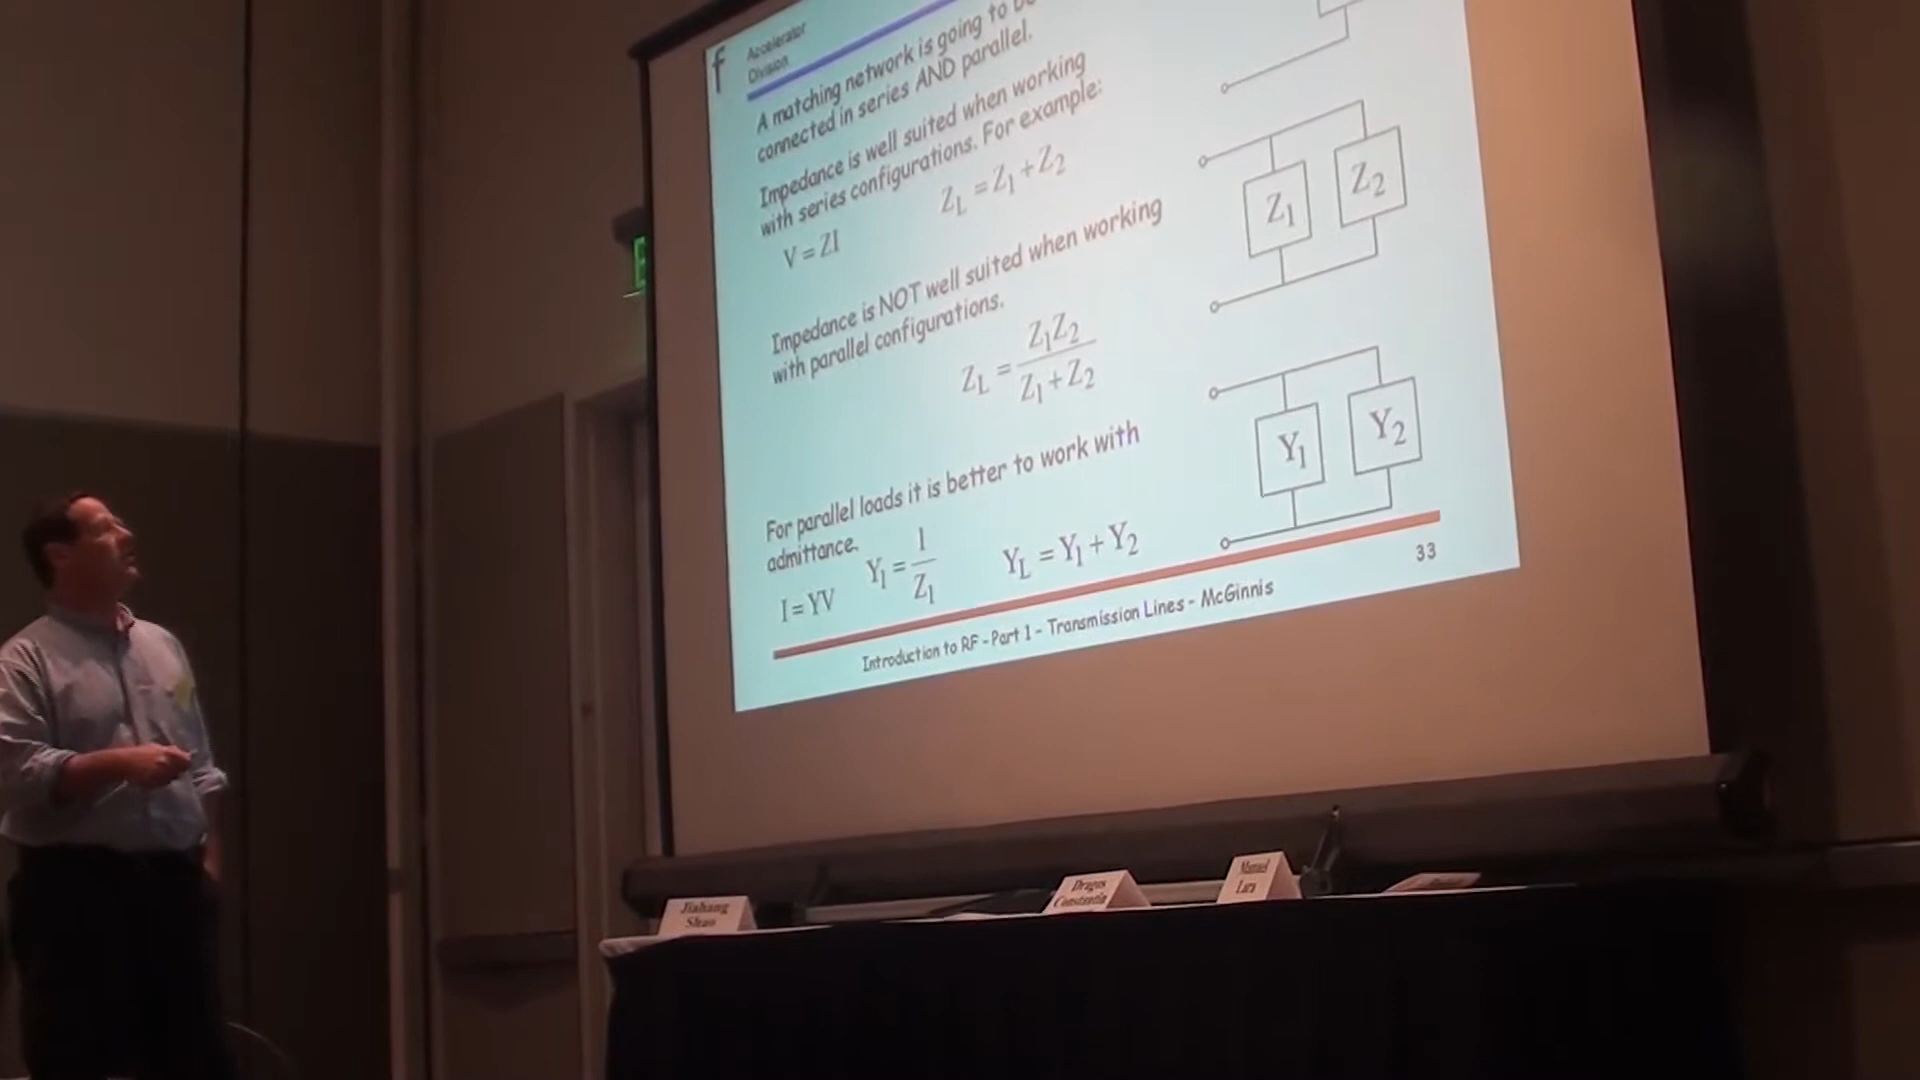 f
Accelerator
Division
A matching network is going to be
connected in series AND parallel.
Impedance is well suited when working
with series configurations. For example:
V = ZI
Z_L = Z_1 + Z_2
Impedance is NOT well suited when working
with parallel configurations.
Z_L = Z_1Z_2 / (Z_1 + Z_2)
For parallel loads it is better to work with
admittance.
I = YV
Y_1 = 1 / Z_1
Y_L = Y_1 + Y_2
Z_1
Z_2
Y_1
Y_2
Introduction to RF - Part 1 - Transmission Lines - McGinnis
33
E
Jiahang
Shao
Dragos
Constantin
Manuel
Lara